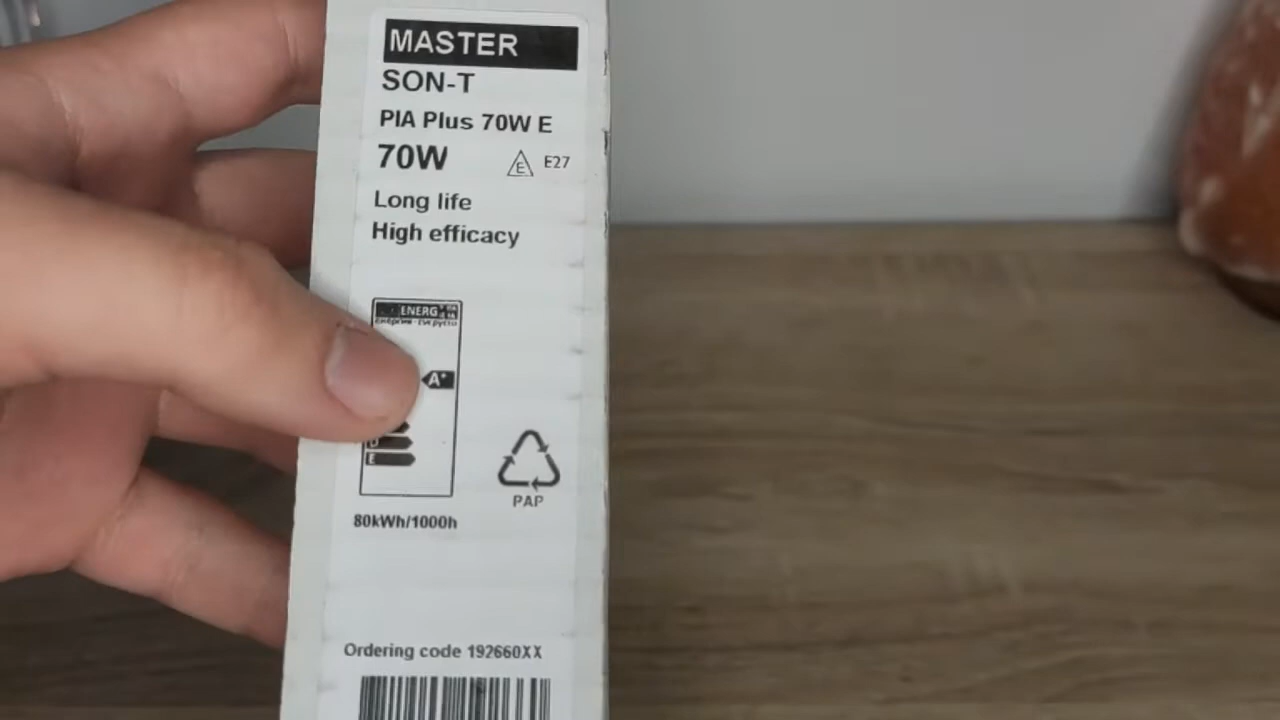 MASTER
SON-T
PIA Plus 70W E
70W
E E27
Long life
High efficacy
ENERG
A+
D
E
PAP
80kWh/1000h
Ordering code 192660XX